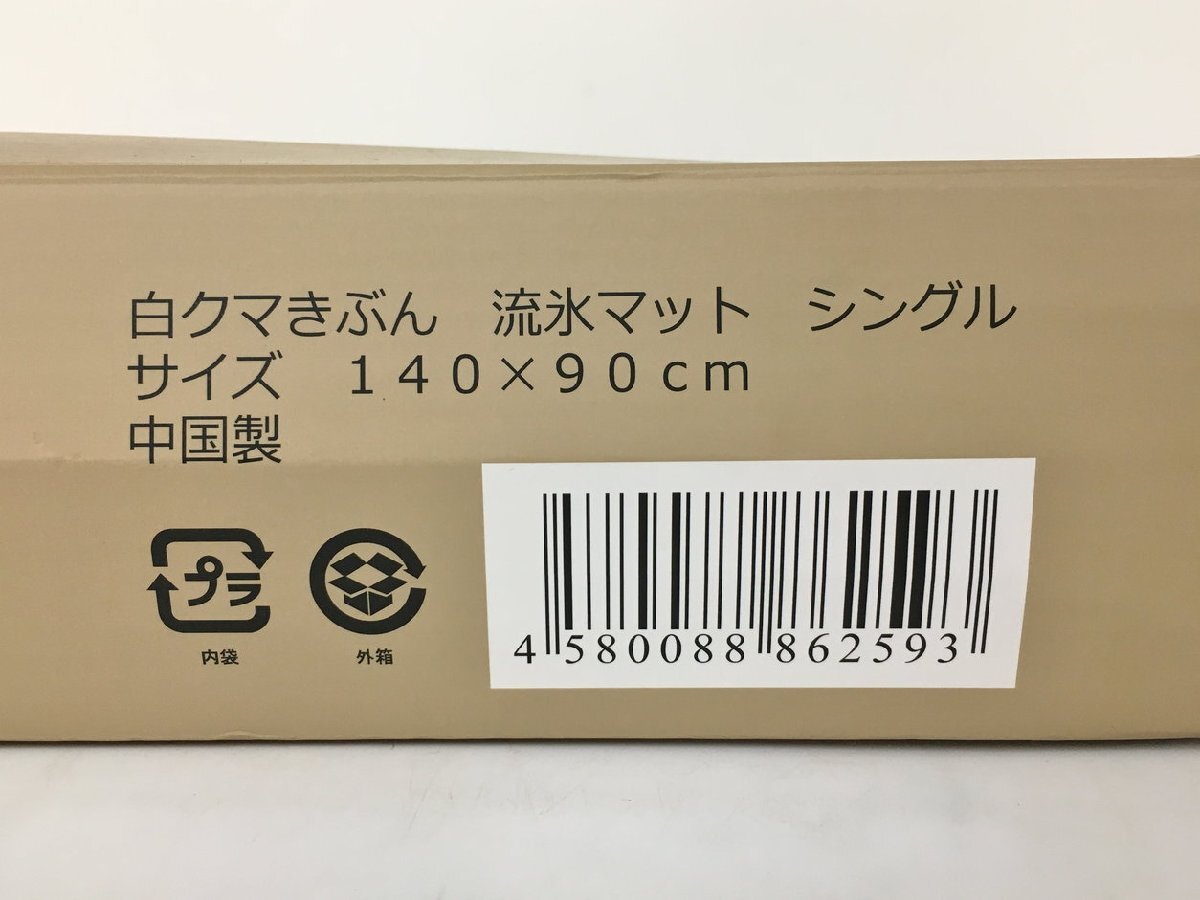 白クマきぶん　流氷マット　シングル
サイズ　１４０×９０ｃｍ
中国製
プラ
内袋
外箱
4 580088 862593